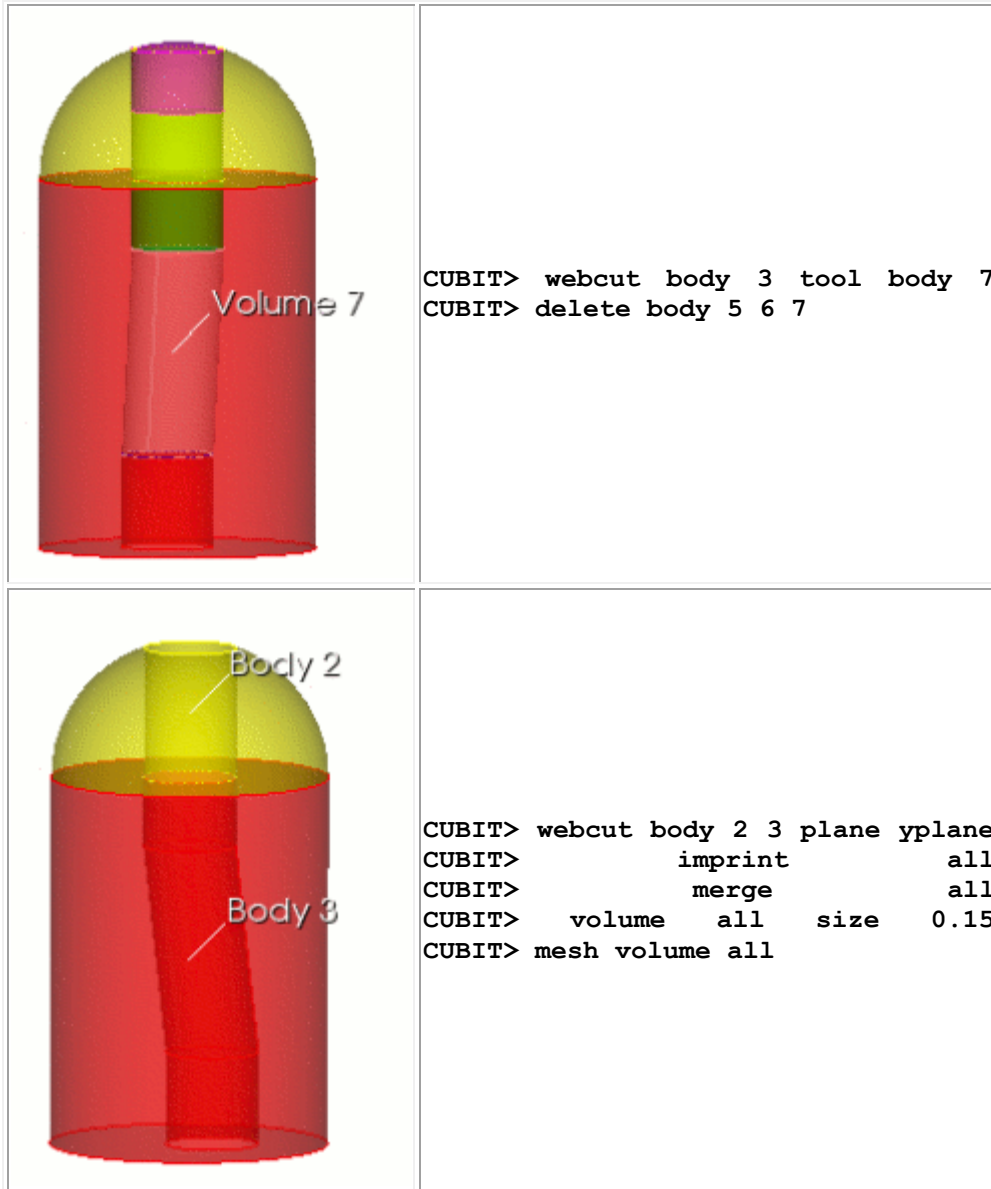 Volume 7
CUBIT> webcut body 3 tool body 7
CUBIT> delete body 5 6 7
Body 2
Body 3
CUBIT> webcut body 2 3 plane yplane
CUBIT> imprint all
CUBIT> merge all
CUBIT> volume all size 0.15
CUBIT> mesh volume all